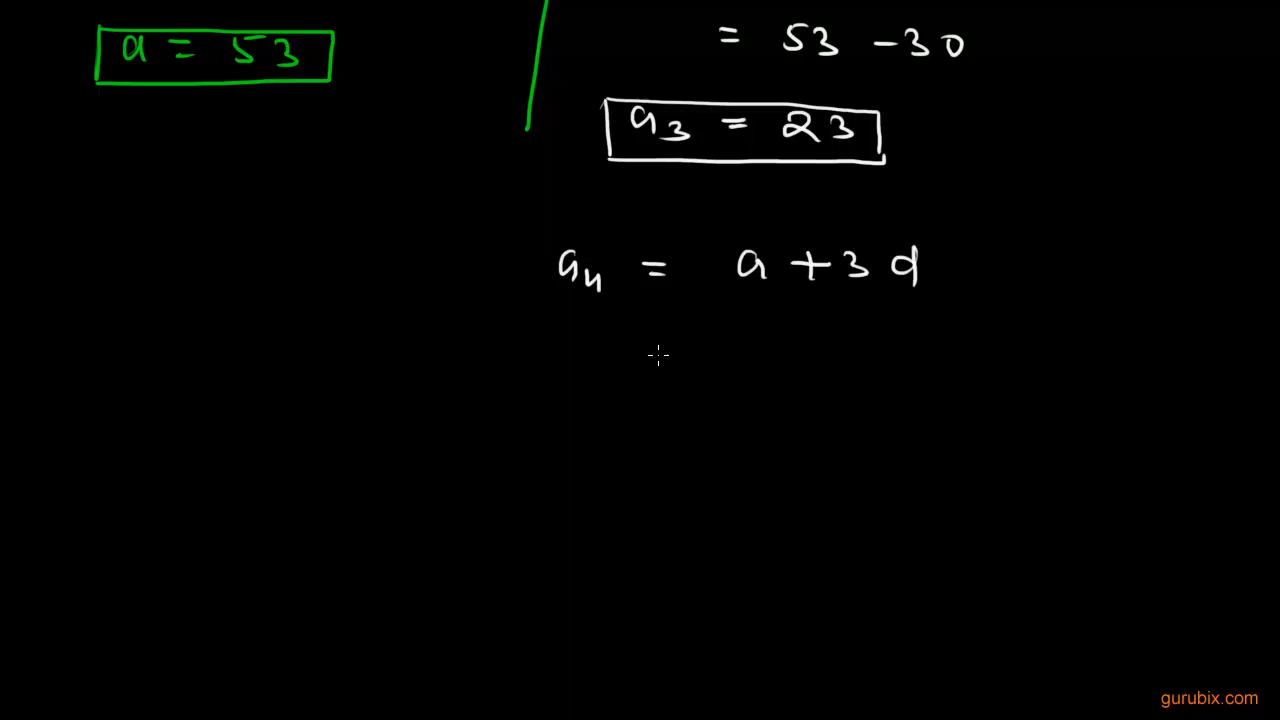 a = 53
= 53 - 30
a₃ = 23
a₄ = a + 3d
gurubix.com